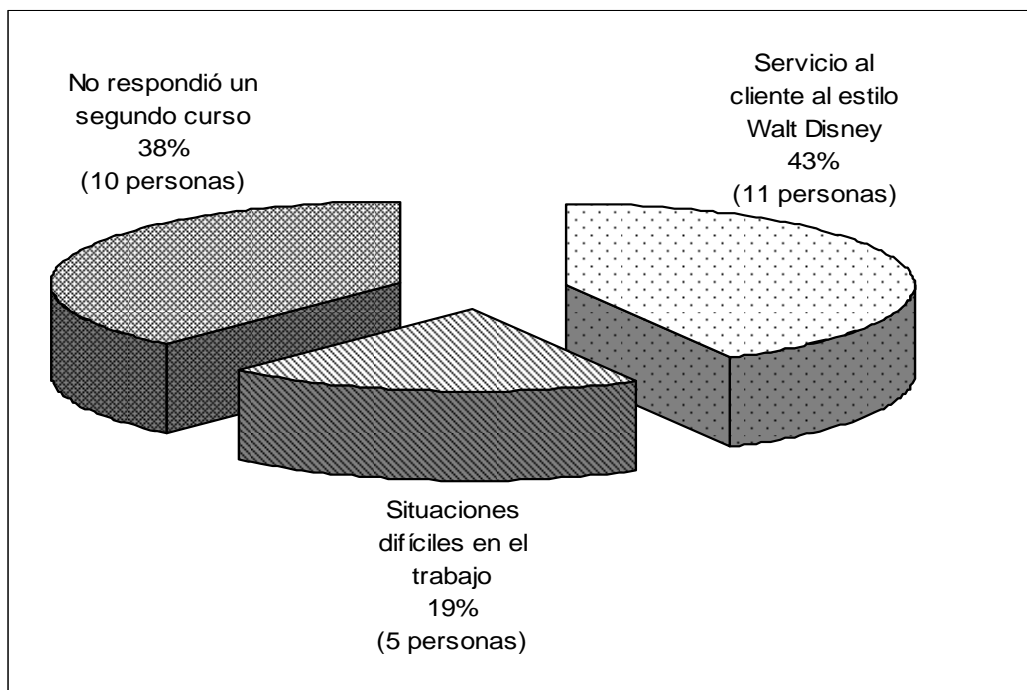 No respondió un
segundo curso
38%
(10 personas)
Servicio al
cliente al estilo
Walt Disney
43%
(11 personas)
Situaciones
difíciles en el
trabajo
19%
(5 personas)